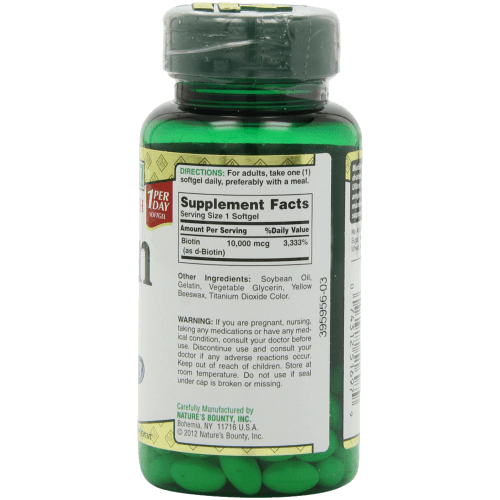 1 PER
DAY
SOFTGEL
n
DIRECTIONS: For adults, take one (1)
softgel daily, preferably with a meal.
Supplement Facts
Serving Size 1 Softgel
Amount Per Serving %Daily Value
Biotin 10,000 mcg 3,333%
(as d-Biotin)
Other Ingredients: Soybean Oil,
Gelatin, Vegetable Glycerin, Yellow
Beeswax, Titanium Dioxide Color.
WARNING: If you are pregnant, nursing,
taking any medications or have any med-
ical condition, consult your doctor before
use. Discontinue use and consult your
doctor if any adverse reactions occur.
Keep out of reach of children. Store at
room temperature. Do not use if seal
under cap is broken or missing.
Carefully Manufactured by
NATURE'S BOUNTY, INC.
Bohemia, NY 11716 U.S.A.
© 2012 Nature's Bounty, Inc.
395956-03